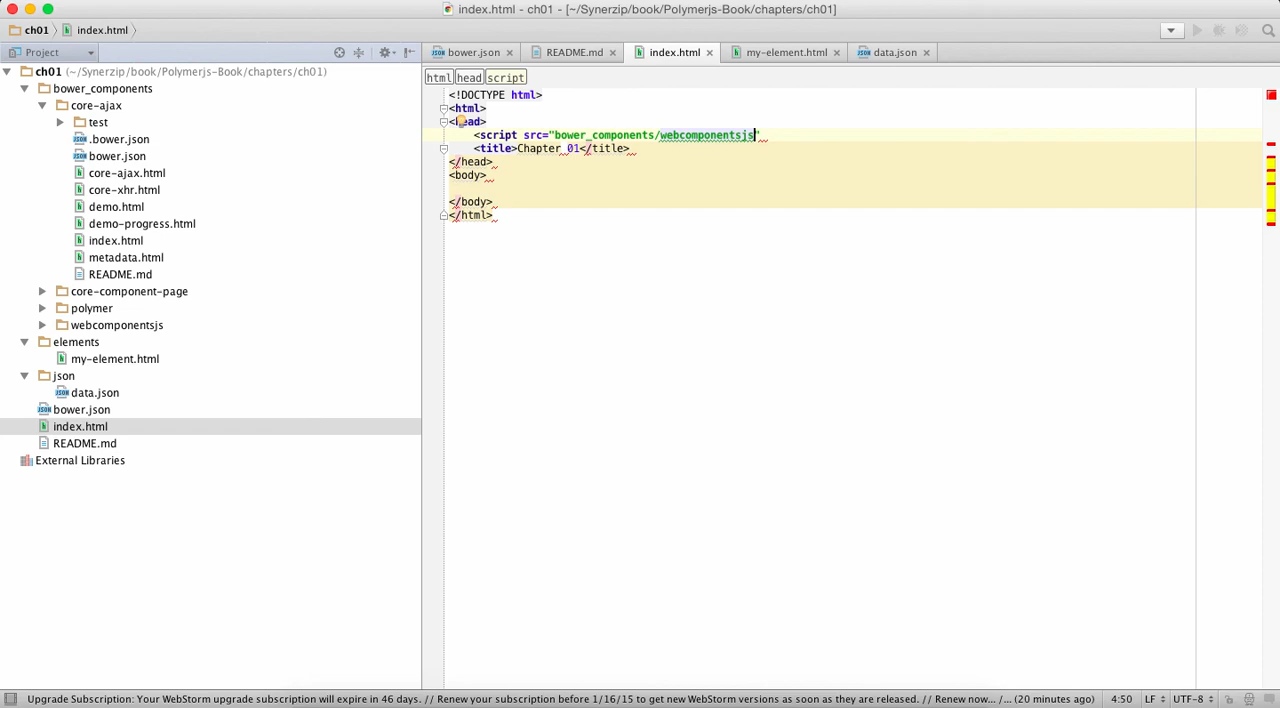 index.html - ch01 - [~/Synerzip/book/Polymerjs-Book/chapters/ch01]
ch01 index.html
Project
bower.json README.md index.html my-element.html data.json
ch01 (~/Synerzip/book/Polymerjs-Book/chapters/ch01)
bower_components
core-ajax
test
.bower.json
bower.json
core-ajax.html
core-xhr.html
demo.html
demo-progress.html
index.html
metadata.html
README.md
core-component-page
polymer
webcomponentsjs
elements
my-element.html
json
data.json
bower.json
index.html
README.md
External Libraries
html head script
<!DOCTYPE html>
<html>
<head>
<script src="bower_components/webcomponentsjs"
<title>Chapter 01</title>
</head>
<body>
</body>
</html>
Upgrade Subscription: Your WebStorm upgrade subscription will expire in 46 days. // Renew your subscription before 1/16/15 to get new WebStorm versions as soon as they are released. // Renew now... /... (20 minutes ago) 4:50 LF UTF-8